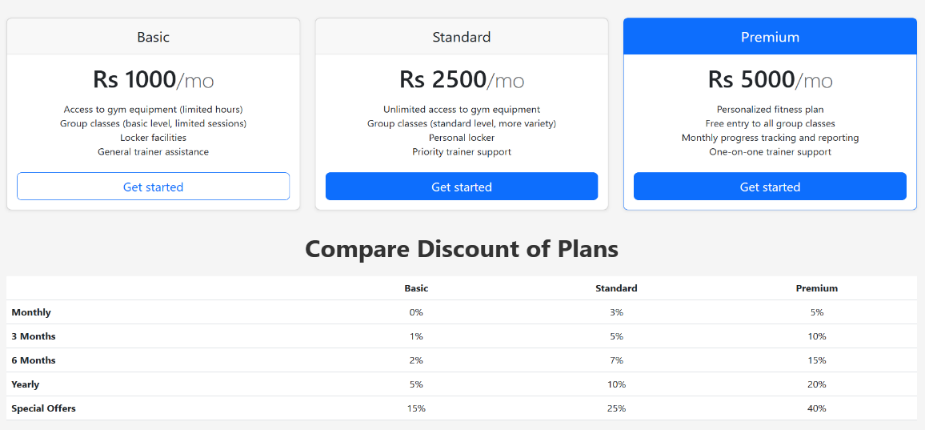 Basic
Rs 1000/mo
Access to gym equipment (limited hours)
Group classes (basic level, limited sessions)
Locker facilities
General trainer assistance
Get started
Standard
Rs 2500/mo
Unlimited access to gym equipment
Group classes (standard level, more variety)
Personal locker
Priority trainer support
Get started
Premium
Rs 5000/mo
Personalized fitness plan
Free entry to all group classes
Monthly progress tracking and reporting
One-on-one trainer support
Get started
Compare Discount of Plans
Basic Standard Premium
Monthly 0% 3% 5%
3 Months 1% 5% 10%
6 Months 2% 7% 15%
Yearly 5% 10% 20%
Special Offers 15% 25% 40%